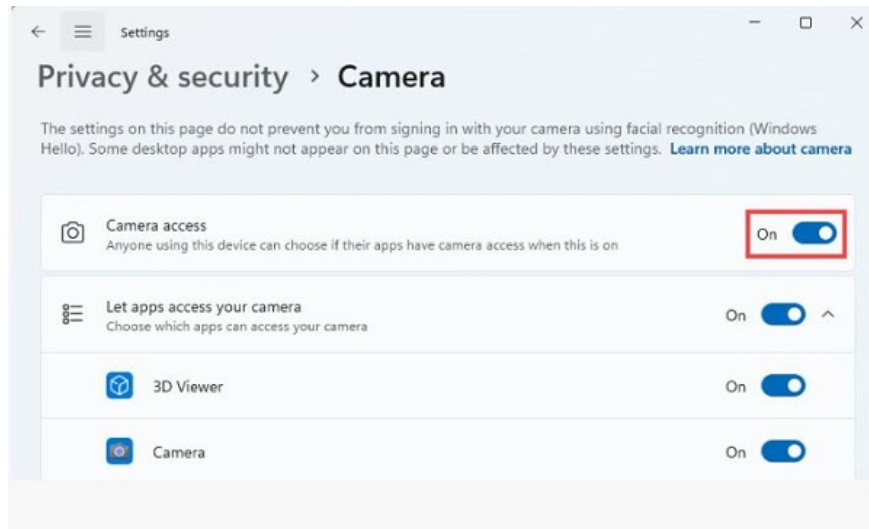 Settings
Privacy & security > Camera
The settings on this page do not prevent you from signing in with your camera using facial recognition (Windows
Hello). Some desktop apps might not appear on this page or be affected by these settings. Learn more about camera
Camera access
On
Anyone using this device can choose if their apps have camera access when this is on
Let apps access your camera
On
Choose which apps can access your camera
3D Viewer On
Camera On